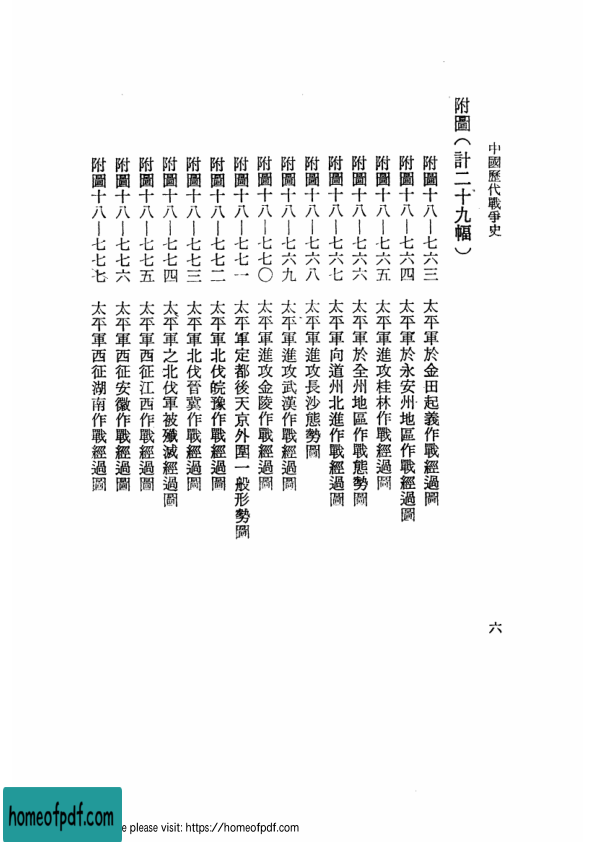 中國歷代戰爭史
附圖(計二十九幅)
附圖十八—七六三 太平軍於金田起義作戰經過圖
附圖十八—七六四 太平軍於永安州地區作戰經過圖
附圖十八—七六五 太平軍進攻桂林作戰經過圖
附圖十八—七六六 太平軍於全州地區作戰態勢圖
附圖十八—七六七 太平軍向道州北進作戰經過圖
附圖十八—七六八 太平軍進攻長沙態勢圖
附圖十八—七六九 太平軍進攻武漢作戰經過圖
附圖十八—七七〇 太平軍進攻金陵作戰經過圖
附圖十八—七七一 太平軍定都後天京外圍一般形勢圖
附圖十八—七七二 太平軍北伐皖豫作戰經過圖
附圖十八—七七三 太平軍北伐晉冀作戰經過圖
附圖十八—七七四 太平軍之北伐軍被殲滅經過圖
附圖十八—七七五 太平軍西征江西作戰經過圖
附圖十八—七七六 太平軍西征安徽作戰經過圖
附圖十八—七七七 太平軍西征湖南作戰經過圖
六
homeofpdf.com
e please visit: https://homeofpdf.com